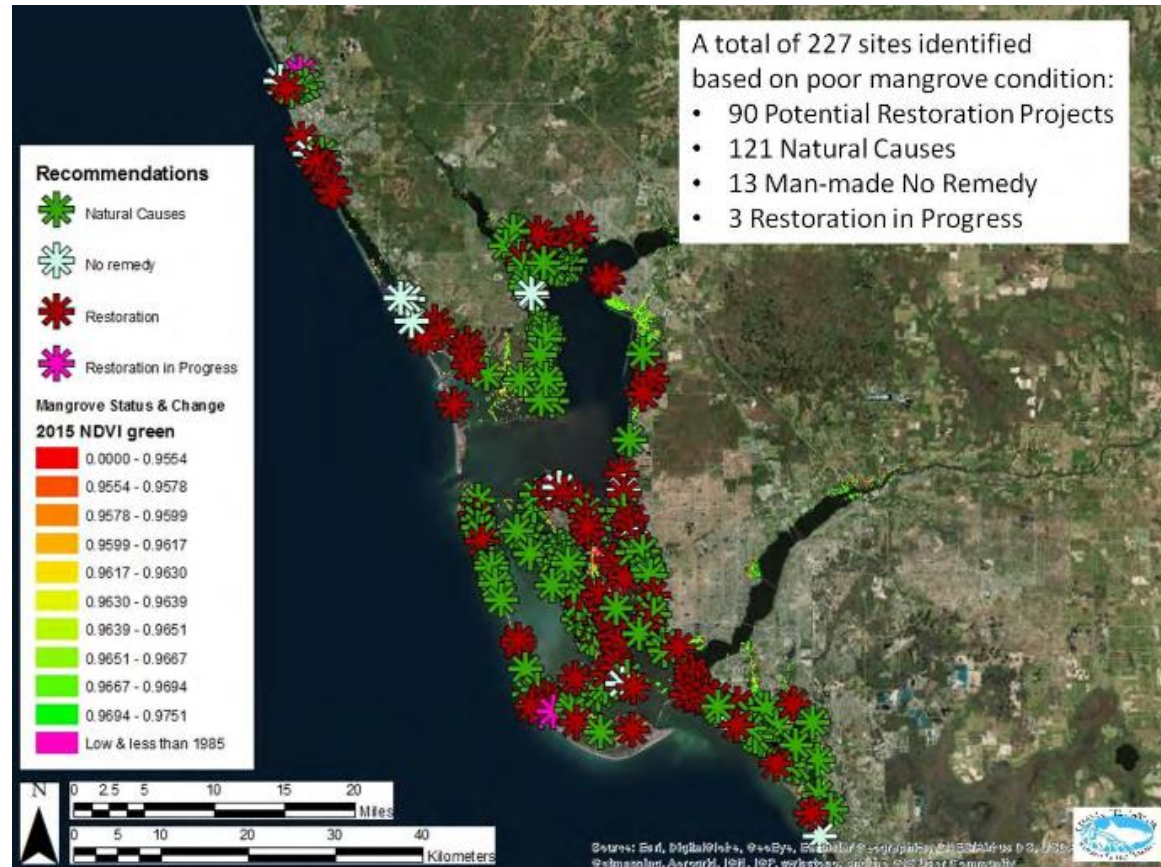 A total of 227 sites identified
based on poor mangrove condition:
• 90 Potential Restoration Projects
• 121 Natural Causes
• 13 Man-made No Remedy
• 3 Restoration in Progress
Recommendations
Natural Causes
No remedy
Restoration
Restoration in Progress
Mangrove Status & Change
2015 NDVI green
0.0000 - 0.9554
0.9554 - 0.9578
0.9578 - 0.9599
0.9599 - 0.9617
0.9617 - 0.9630
0.9630 - 0.9639
0.9639 - 0.9651
0.9651 - 0.9667
0.9667 - 0.9694
0.9694 - 0.9751
Low & less than 1985
N
0 2.5 5 10 15 20
Miles
0 5 10 20 30 40
Kilometers
Source: Esri, DigitalGlobe, GeoEye,